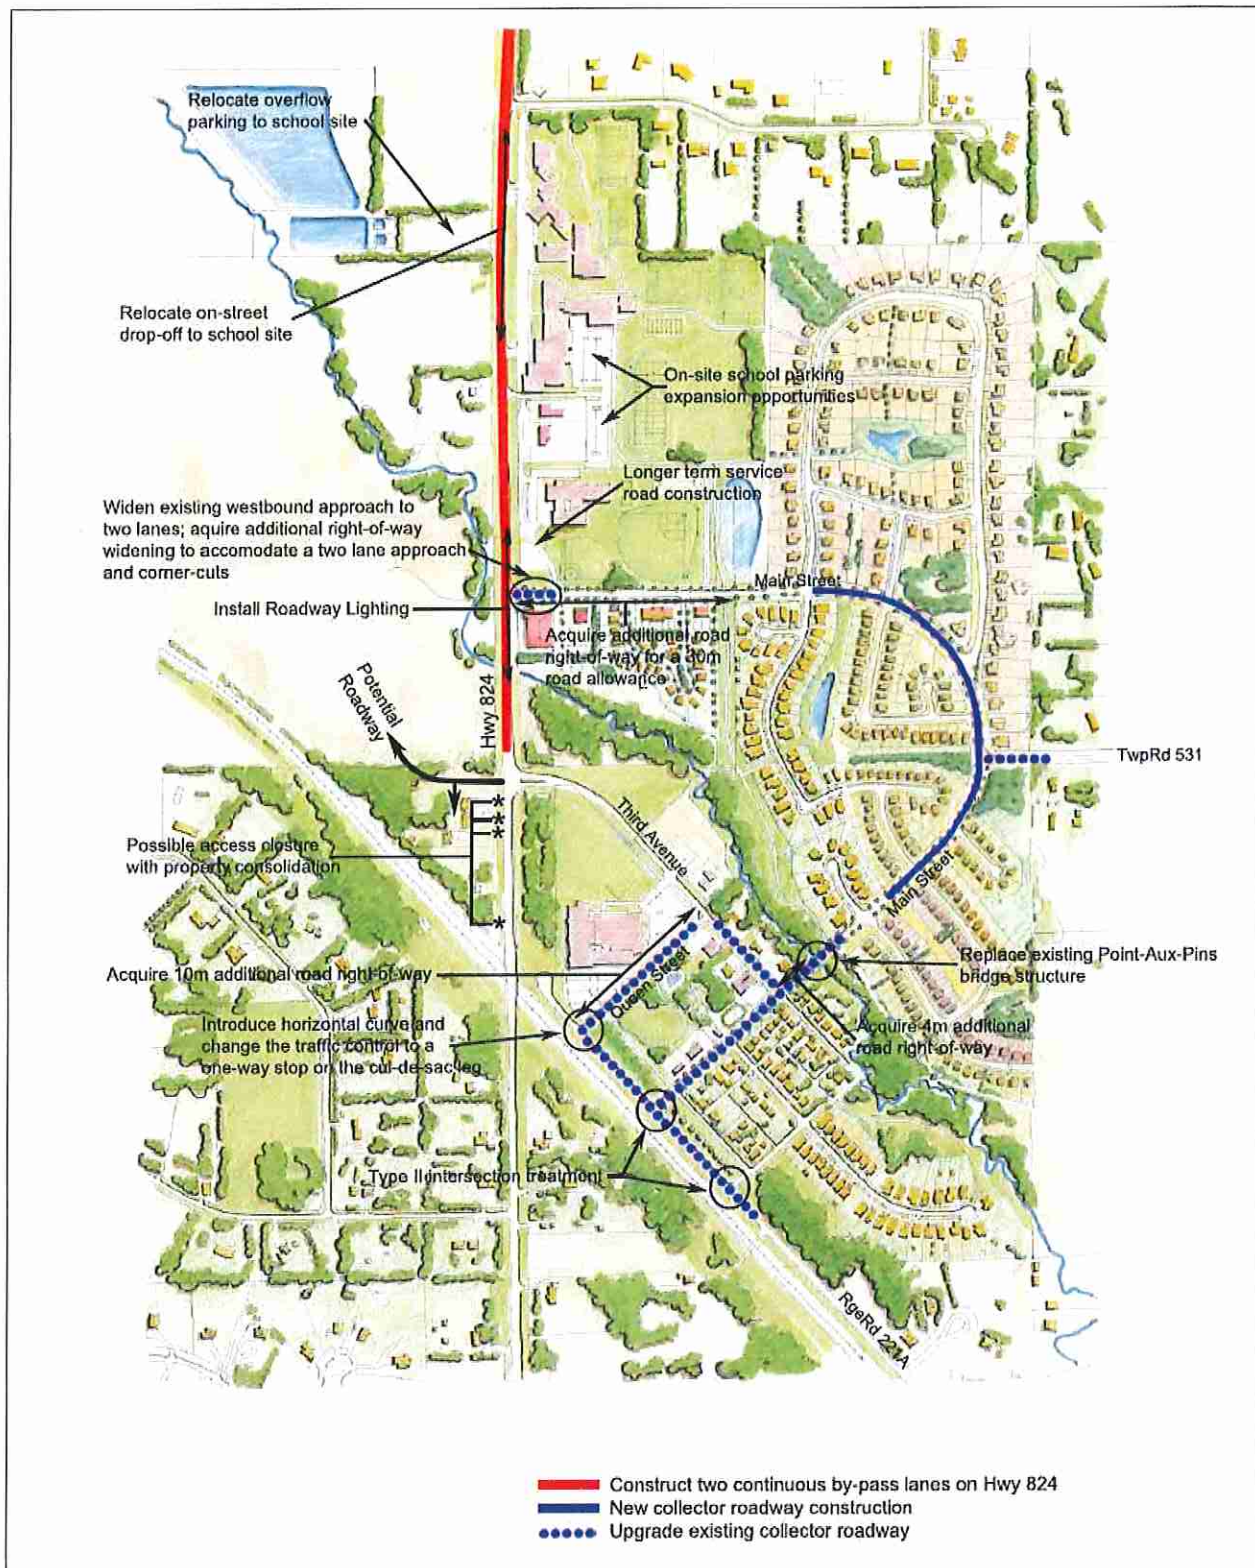 Relocate overflow
parking to school site
Relocate on-street
drop-off to school site
On-site school parking
expansion opportunities
Longer term service
road construction
Widen existing westbound approach to
two lanes; aquire additional right-of-way
widening to accomodate a two lane approach
and corner-cuts
Main Street
Install Roadway Lighting
Acquire additional road
right-of-way for a 30m
road allowance
Hwy 824
Potential
Roadway
TwpRd 531
Third Avenue
Possible access closure
with property consolidation
Main Street
Replace existing Point-Aux-Pins
bridge structure
Acquire 10m additional road right-of-way
Queen Street
Introduce horizontal curve and
change the traffic control to a
one-way stop on the cul-de-sac leg
Acquire 4m additional
road right-of-way
Type II intersection treatment
RgeRd 221A
Construct two continuous by-pass lanes on Hwy 824
New collector roadway construction
Upgrade existing collector roadway